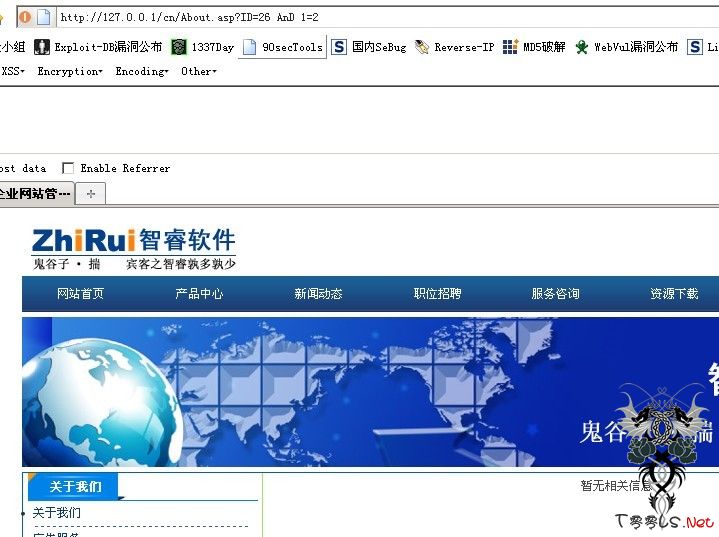 http://127.0.0.1/cn/About.asp?ID=26 AnD 1=2
小组 Exploit-DB漏洞公布 1337Day 90secTools 国内SeBug Reverse-IP MD5破解 WebVul漏洞公布 Li
XSS Encryption Encoding Other
ost data Enable Referrer
企业网站管---
ZhiRui智睿软件
鬼谷子·揣 宾客之智睿孰多孰少
网站首页 产品中心 新闻动态 职位招聘 服务咨询 资源下载
智
鬼谷 揣
关于我们 暂无相关信息
关于我们
广告服务
T00LS.Net